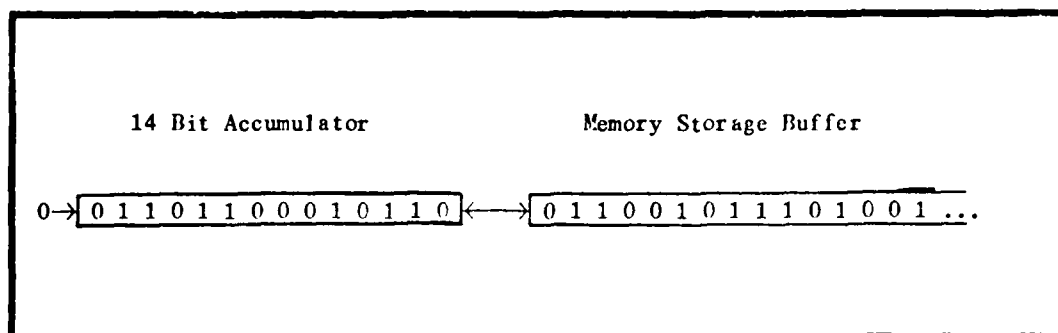 14 Bit Accumulator Memory Storage Buffer
0→ 0 1 1 0 1 1 0 0 0 1 0 1 1 0 ←→ 0 1 1 0 0 1 0 1 1 1 1 0 1 0 0 1 ...